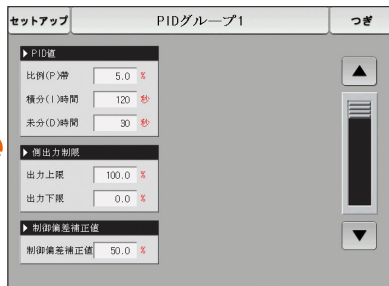 セットアップ
PIDグループ1
つぎ
▶ PID値
比例(P)帯 5.0 %
積分(I)時間 120 秒
未分(D)時間 30 秒
▶ 側出力制限
出力上限 100.0 %
出力下限 0.0 %
▶ 制御偏差補正値
制御偏差補正値 50.0 %